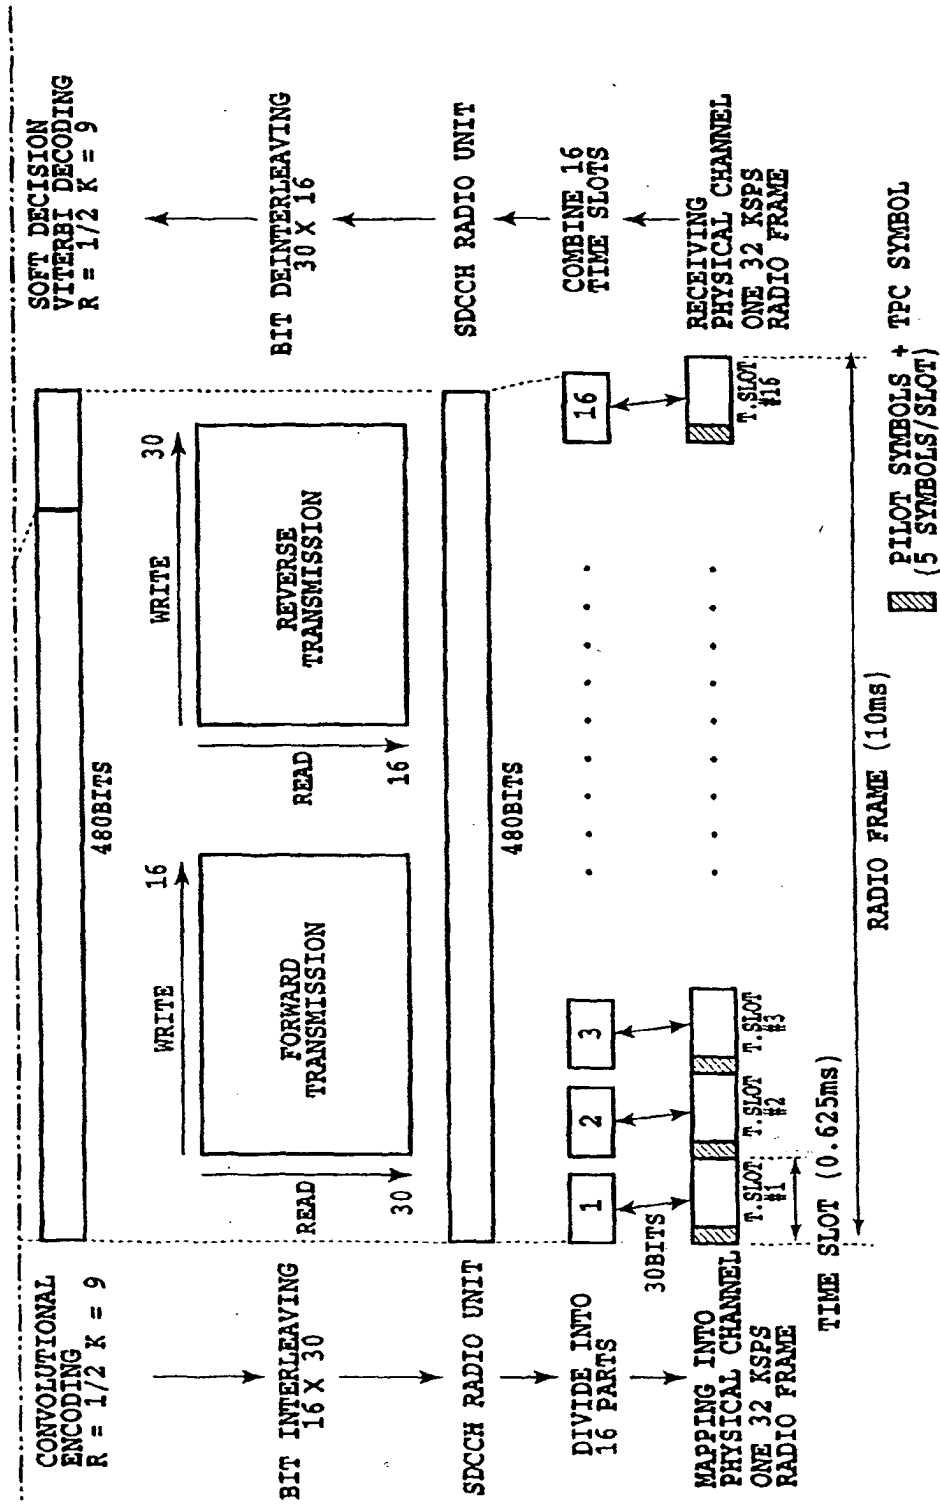 CONVOLUTIONAL
ENCODING
R = 1/2 K = 9
BIT INTERLEAVING
16 X 30
SDCCH RADIO UNIT
DIVIDE INTO
16 PARTS
MAPPING INTO
PHYSICAL CHANNEL
ONE 32 KSPS
RADIO FRAME
480BITS
WRITE
16
READ
30
FORWARD
TRANSMISSION
WRITE
30
READ
16
REVERSE
TRANSMISSION
480BITS
1
2
3
16
30BITS
T.SLOT
#1
T.SLOT
#2
T.SLOT
#3
T.SLOT
#16
TIME SLOT (0.625ms)
RADIO FRAME (10ms)
PILOT SYMBOLS + TPC SYMBOL
(5 SYMBOLS/SLOT)
SOFT DECISION
VITERBI DECODING
R = 1/2 K = 9
BIT DEINTERLEAVING
30 X 16
SDCCH RADIO UNIT
COMBINE 16
TIME SLOTS
RECEIVING
PHYSICAL CHANNEL
ONE 32 KSPS
RADIO FRAME